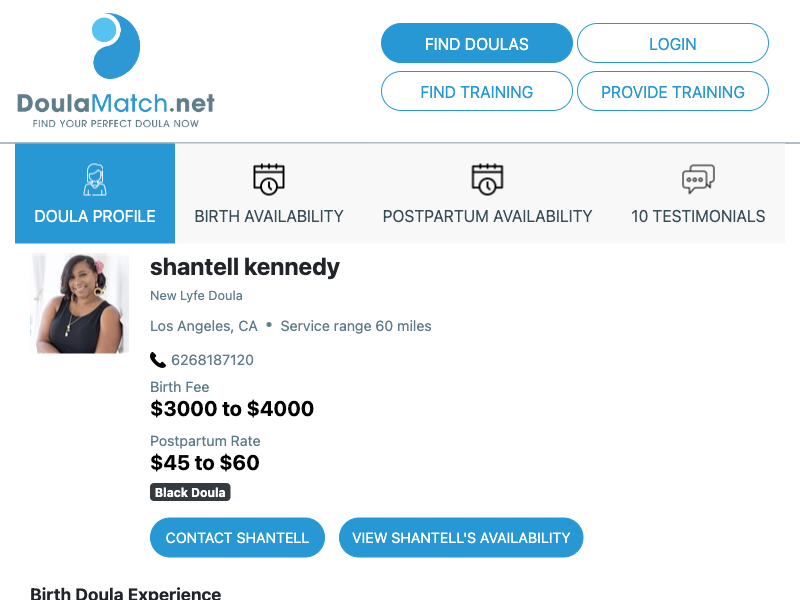 DoulaMatch.net
FIND YOUR PERFECT DOULA NOW
FIND DOULAS
LOGIN
FIND TRAINING
PROVIDE TRAINING
DOULA PROFILE
BIRTH AVAILABILITY
POSTPARTUM AVAILABILITY
10 TESTIMONIALS
shantell kennedy
New Lyfe Doula
Los Angeles, CA • Service range 60 miles
6268187120
Birth Fee
$3000 to $4000
Postpartum Rate
$45 to $60
Black Doula
CONTACT SHANTELL
VIEW SHANTELL'S AVAILABILITY
Birth Doula Experience